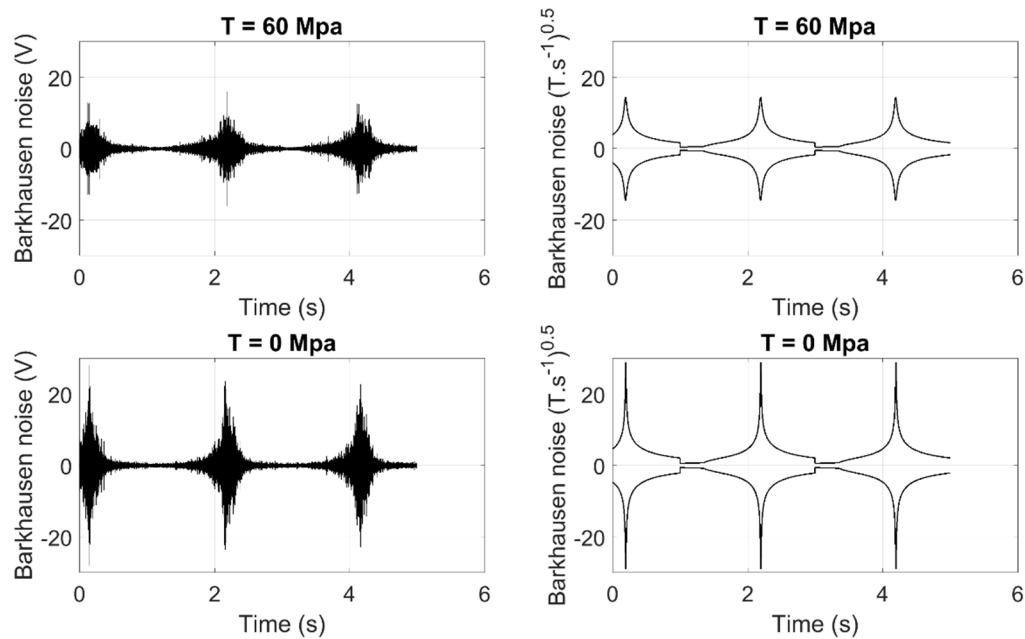 T = 60 Mpa
Barkhausen noise (V)
20
0
-20
0 2 4 6
Time (s)
T = 60 Mpa
Barkhausen noise (T.s⁻¹)⁰·⁵
20
0
-20
0 2 4 6
Time (s)
T = 0 Mpa
Barkhausen noise (V)
20
0
-20
0 2 4 6
Time (s)
T = 0 Mpa
Barkhausen noise (T.s⁻¹)⁰·⁵
20
0
-20
0 2 4 6
Time (s)